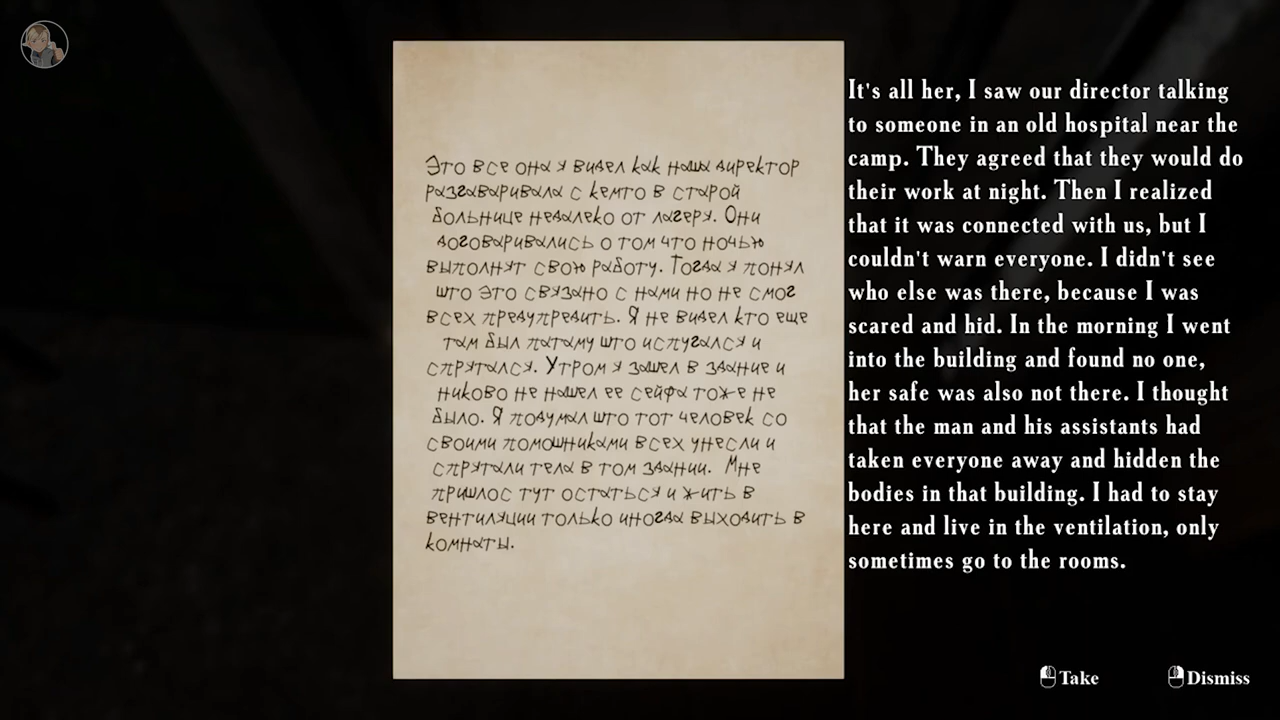 Это все она я видел как наша директор
разгаваривала с кемто в старой
больнице недалеко от лагеря. Они
договаривались о том что ночью
выполнят свою работу. Тогда я понял
што это связано с нами но не смог
всех предупредить. Я не видел кто еще
там был патаму што испугался и
спрятался. Утром я зашел в здание и
никово не нашел ее сейфа тоже не
было. Я подумал што тот человек со
своими помошниками всех унесли и
спрятали тела в том здании. Мне
пришлос тут остаться и жить в
вентиляции только иногда выходить в
комнаты.
It's all her, I saw our director talking
to someone in an old hospital near the
camp. They agreed that they would do
their work at night. Then I realized
that it was connected with us, but I
couldn't warn everyone. I didn't see
who else was there, because I was
scared and hid. In the morning I went
into the building and found no one,
her safe was also not there. I thought
that the man and his assistants had
taken everyone away and hidden the
bodies in that building. I had to stay
here and live in the ventilation, only
sometimes go to the rooms.
Take
Dismiss